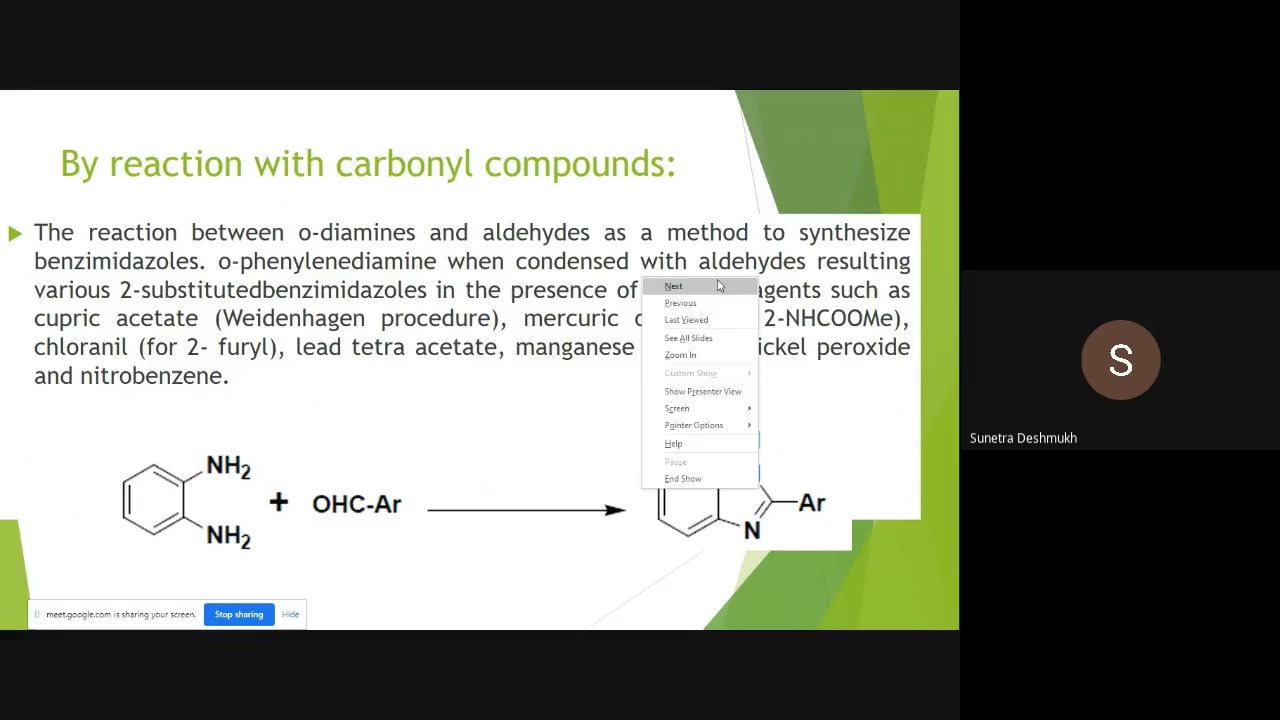 By reaction with carbonyl compounds:
The reaction between o-diamines and aldehydes as a method to synthesize
benzimidazoles. o-phenylenediamine when condensed with aldehydes resulting
various 2-substitutedbenzimidazoles in the presence of agents such as
cupric acetate (Weidenhagen procedure), mercuric 2-NHCOOMe),
chloranil (for 2- furyl), lead tetra acetate, manganese peroxide
and nitrobenzene.
Next
Previous
Last Viewed
See All Slides
Zoom In
Custom Show
Show Presenter View
Screen
Pointer Options
Help
Pause
End Show
NH2
NH2
+ OHC-Ar
N
Ar
meet.google.com is sharing your screen. Stop sharing Hide
S
Sunetra Deshmukh